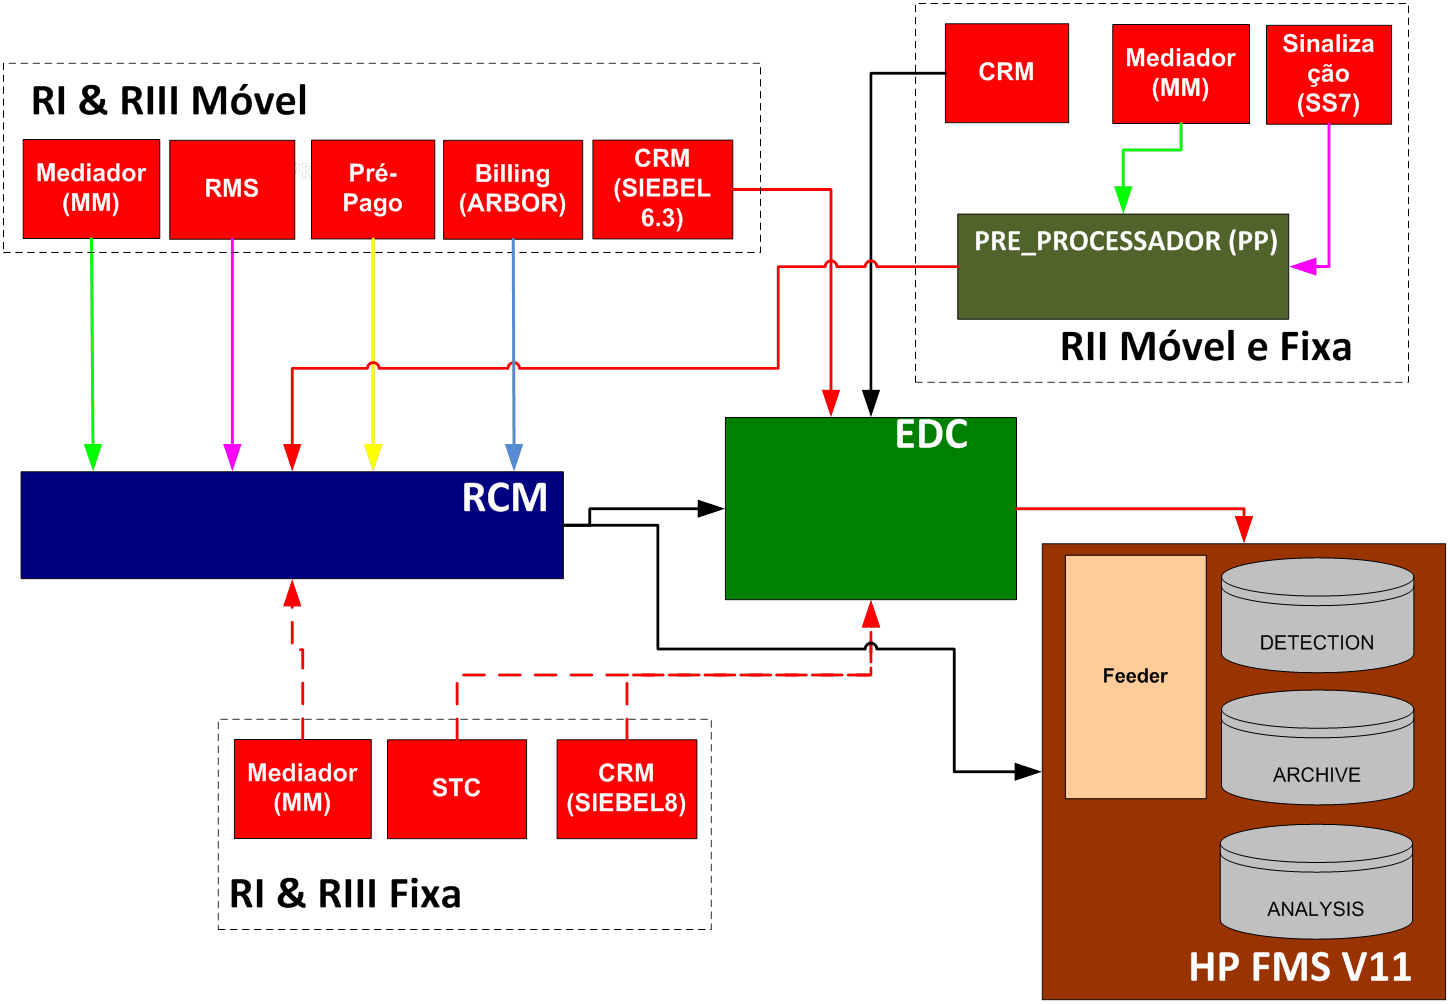 RI & RIII Móvel
Mediador
(MM)
RMS
Pré-
Pago
Billing
(ARBOR)
CRM
(SIEBEL
6.3)
CRM
Mediador
(MM)
Sinaliza
ção
(SS7)
PRE_PROCESSADOR (PP)
RII Móvel e Fixa
EDC
RCM
Feeder
DETECTION
ARCHIVE
ANALYSIS
HP FMS V11
Mediador
(MM)
STC
CRM
(SIEBEL8)
RI & RIII Fixa